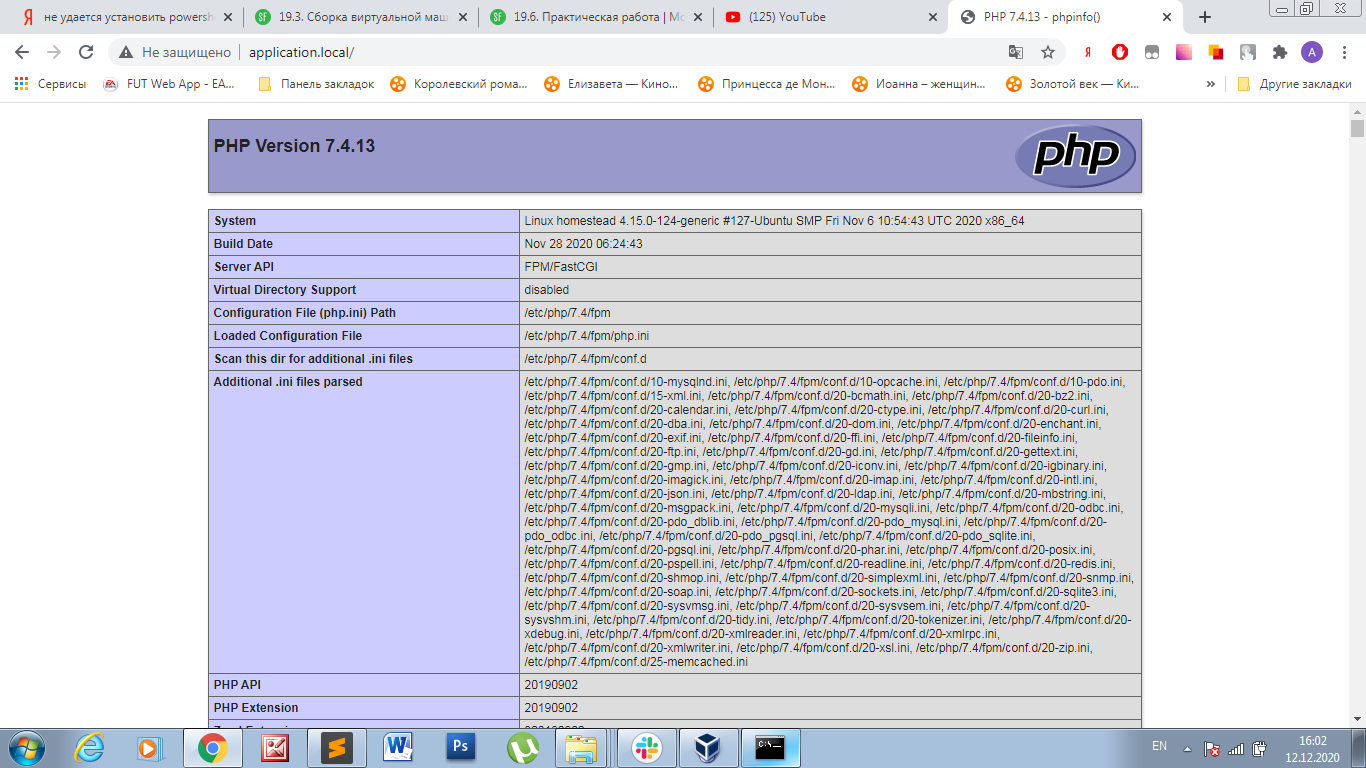 не удается установить powersh
19.3. Сборка виртуальной маш
19.6. Практическая работа | Мо
(125) YouTube
PHP 7.4.13 - phpinfo()
Не защищено
application.local/
Сервисы
FUT Web App - EA...
Панель закладок
Королевский рома...
Елизавета — Кино...
Принцесса де Мон...
Иоанна – женщин...
Золотой век — Ки...
»
Другие закладки
PHP Version 7.4.13
php
System
Linux homestead 4.15.0-124-generic #127-Ubuntu SMP Fri Nov 6 10:54:43 UTC 2020 x86_64
Build Date
Nov 28 2020 06:24:43
Server API
FPM/FastCGI
Virtual Directory Support
disabled
Configuration File (php.ini) Path
/etc/php/7.4/fpm
Loaded Configuration File
/etc/php/7.4/fpm/php.ini
Scan this dir for additional .ini files
/etc/php/7.4/fpm/conf.d
Additional .ini files parsed
/etc/php/7.4/fpm/conf.d/10-mysqlnd.ini, /etc/php/7.4/fpm/conf.d/10-opcache.ini, /etc/php/7.4/fpm/conf.d/10-pdo.ini,
/etc/php/7.4/fpm/conf.d/15-xml.ini, /etc/php/7.4/fpm/conf.d/20-bcmath.ini, /etc/php/7.4/fpm/conf.d/20-bz2.ini,
/etc/php/7.4/fpm/conf.d/20-calendar.ini, /etc/php/7.4/fpm/conf.d/20-ctype.ini, /etc/php/7.4/fpm/conf.d/20-curl.ini,
/etc/php/7.4/fpm/conf.d/20-dba.ini, /etc/php/7.4/fpm/conf.d/20-dom.ini, /etc/php/7.4/fpm/conf.d/20-enchant.ini,
/etc/php/7.4/fpm/conf.d/20-exif.ini, /etc/php/7.4/fpm/conf.d/20-ffi.ini, /etc/php/7.4/fpm/conf.d/20-fileinfo.ini,
/etc/php/7.4/fpm/conf.d/20-ftp.ini, /etc/php/7.4/fpm/conf.d/20-gd.ini, /etc/php/7.4/fpm/conf.d/20-gettext.ini,
/etc/php/7.4/fpm/conf.d/20-gmp.ini, /etc/php/7.4/fpm/conf.d/20-iconv.ini, /etc/php/7.4/fpm/conf.d/20-igbinary.ini,
/etc/php/7.4/fpm/conf.d/20-imagick.ini, /etc/php/7.4/fpm/conf.d/20-imap.ini, /etc/php/7.4/fpm/conf.d/20-intl.ini,
/etc/php/7.4/fpm/conf.d/20-json.ini, /etc/php/7.4/fpm/conf.d/20-ldap.ini, /etc/php/7.4/fpm/conf.d/20-mbstring.ini,
/etc/php/7.4/fpm/conf.d/20-msgpack.ini, /etc/php/7.4/fpm/conf.d/20-mysqli.ini, /etc/php/7.4/fpm/conf.d/20-odbc.ini,
/etc/php/7.4/fpm/conf.d/20-pdo_dblib.ini, /etc/php/7.4/fpm/conf.d/20-pdo_mysql.ini, /etc/php/7.4/fpm/conf.d/20-
pdo_odbc.ini, /etc/php/7.4/fpm/conf.d/20-pdo_pgsql.ini, /etc/php/7.4/fpm/conf.d/20-pdo_sqlite.ini,
/etc/php/7.4/fpm/conf.d/20-pgsql.ini, /etc/php/7.4/fpm/conf.d/20-phar.ini, /etc/php/7.4/fpm/conf.d/20-posix.ini,
/etc/php/7.4/fpm/conf.d/20-pspell.ini, /etc/php/7.4/fpm/conf.d/20-readline.ini, /etc/php/7.4/fpm/conf.d/20-redis.ini,
/etc/php/7.4/fpm/conf.d/20-shmop.ini, /etc/php/7.4/fpm/conf.d/20-simplexml.ini, /etc/php/7.4/fpm/conf.d/20-snmp.ini,
/etc/php/7.4/fpm/conf.d/20-soap.ini, /etc/php/7.4/fpm/conf.d/20-sockets.ini, /etc/php/7.4/fpm/conf.d/20-sqlite3.ini,
/etc/php/7.4/fpm/conf.d/20-sysvmsg.ini, /etc/php/7.4/fpm/conf.d/20-sysvsem.ini, /etc/php/7.4/fpm/conf.d/20-
sysvshm.ini, /etc/php/7.4/fpm/conf.d/20-tidy.ini, /etc/php/7.4/fpm/conf.d/20-tokenizer.ini, /etc/php/7.4/fpm/conf.d/20-
xdebug.ini, /etc/php/7.4/fpm/conf.d/20-xmlreader.ini, /etc/php/7.4/fpm/conf.d/20-xmlrpc.ini,
/etc/php/7.4/fpm/conf.d/20-xmlwriter.ini, /etc/php/7.4/fpm/conf.d/20-xsl.ini, /etc/php/7.4/fpm/conf.d/20-zip.ini,
/etc/php/7.4/fpm/conf.d/25-memcached.ini
PHP API
20190902
PHP Extension
20190902
EN
16:02
12.12.2020